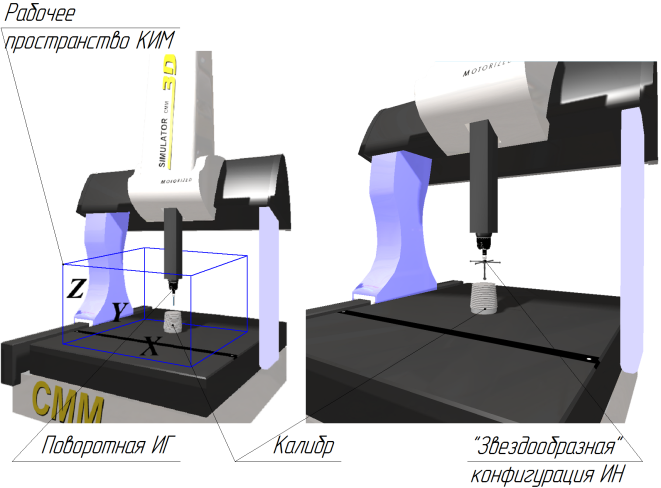 Рабочее
пространство КИМ
3D
SIMULATOR CMM
MOTORIZED
MOTORIZED
Z
Y
X
CMM
Поворотная ИГ
Калибр
"Звездообразная"
конфигурация ИН